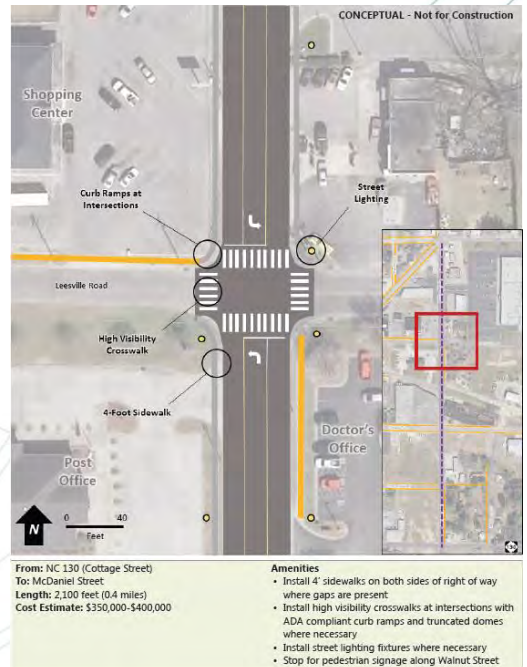 CONCEPTUAL - Not for Construction
Shopping
Center
Curb Ramps at
Intersections
Street
Lighting
Leesville Road
High Visibility
Crosswalk
4-Foot Sidewalk
Doctor's
Office
Post
Office
N
0 40
Feet
From: NC 130 (Cottage Street)
To: McDaniel Street
Length: 2,100 feet (0.4 miles)
Cost Estimate: $350,000-$400,000
Amenities
• Install 4' sidewalks on both sides of right of way
where gaps are present
• Install high visibility crosswalks at intersections with
ADA compliant curb ramps and truncated domes
where necessary
• Install street lighting fixtures where necessary
• Stop for pedestrian signage along Walnut Street